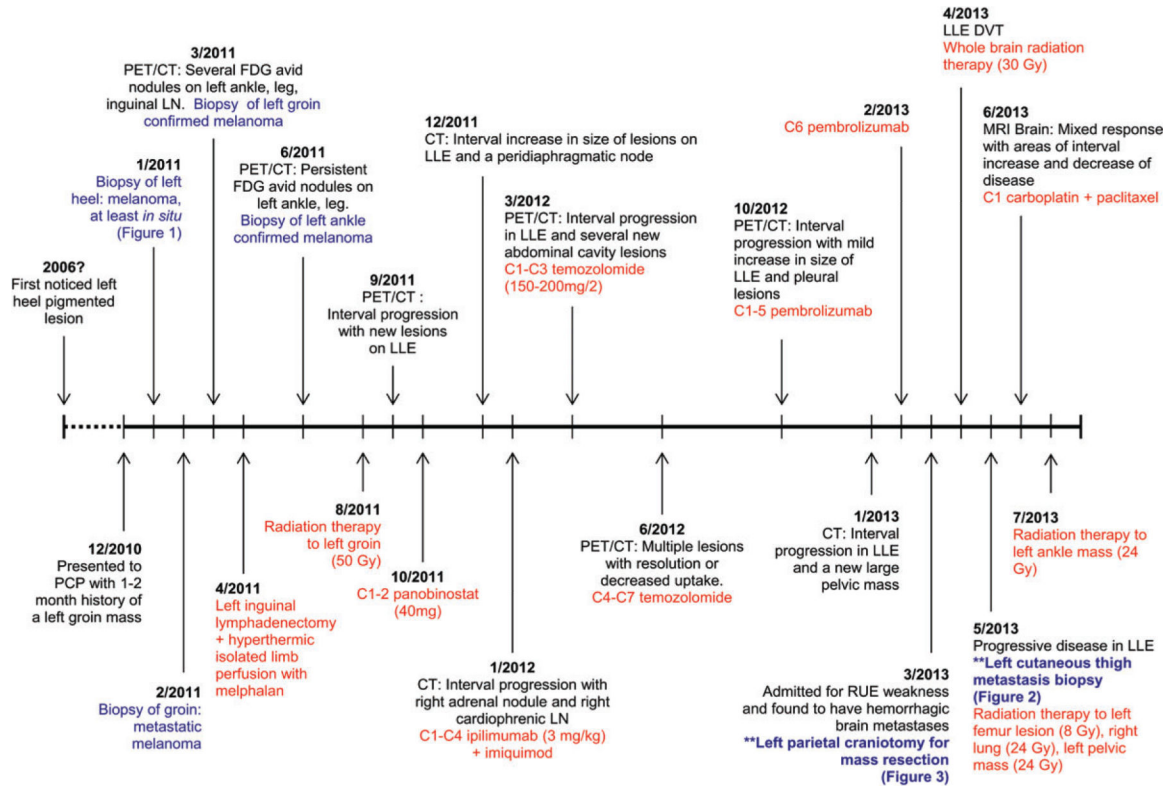 2006?
First noticed left
heel pigmented
lesion
12/2010
Presented to
PCP with 1-2
month history of
a left groin mass
1/2011
Biopsy of left
heel: melanoma,
at least in situ
(Figure 1)
2/2011
Biopsy of groin:
metastatic
melanoma
3/2011
PET/CT: Several FDG avid
nodules on left ankle, leg,
inguinal LN. Biopsy of left groin
confirmed melanoma
4/2011
Left inguinal
lymphadenectomy
+ hyperthermic
isolated limb
perfusion with
melphalan
6/2011
PET/CT: Persistent
FDG avid nodules on
left ankle, leg.
Biopsy of left ankle
confirmed melanoma
8/2011
Radiation therapy
to left groin
(50 Gy)
9/2011
PET/CT :
Interval progression
with new lesions
on LLE
10/2011
C1-2 panobinostat
(40mg)
12/2011
CT: Interval increase in size of lesions on
LLE and a peridiaphragmatic node
1/2012
CT: Interval progression with
right adrenal nodule and right
cardiophrenic LN
C1-C4 ipilimumab (3 mg/kg)
+ imiquimod
3/2012
PET/CT: Interval progression
in LLE and several new
abdominal cavity lesions
C1-C3 temozolomide
(150-200mg/2)
6/2012
PET/CT: Multiple lesions
with resolution or
decreased uptake.
C4-C7 temozolomide
10/2012
PET/CT: Interval
progression with mild
increase in size of
LLE and pleural
lesions
C1-5 pembrolizumab
1/2013
CT: Interval
progression in LLE
and a new large
pelvic mass
2/2013
C6 pembrolizumab
3/2013
Admitted for RUE weakness
and found to have hemorrhagic
brain metastases
**Left parietal craniotomy for
mass resection
(Figure 3)
4/2013
LLE DVT
Whole brain radiation
therapy (30 Gy)
5/2013
Progressive disease in LLE
**Left cutaneous thigh
metastasis biopsy
(Figure 2)
Radiation therapy to left
femur lesion (8 Gy), right
lung (24 Gy), left pelvic
mass (24 Gy)
6/2013
MRI Brain: Mixed response
with areas of interval
increase and decrease of
disease
C1 carboplatin + paclitaxel
7/2013
Radiation therapy to
left ankle mass (24
Gy)